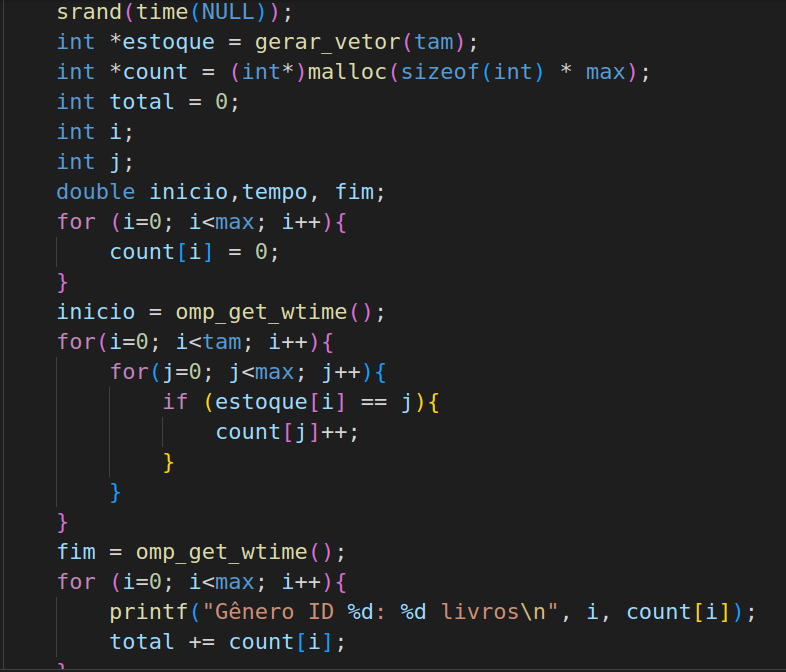 srand(time(NULL));
int *estoque = gerar_vetor(tam);
int *count = (int*)malloc(sizeof(int) * max);
int total = 0;
int i;
int j;
double inicio,tempo, fim;
for (i=0; i<max; i++){
    count[i] = 0;
}
inicio = omp_get_wtime();
for(i=0; i<tam; i++){
    for(j=0; j<max; j++){
        if (estoque[i] == j){
            count[j]++;
        }
    }
}
fim = omp_get_wtime();
for (i=0; i<max; i++){
    printf("Gênero ID %d: %d livros\n", i, count[i]);
    total += count[i];
}